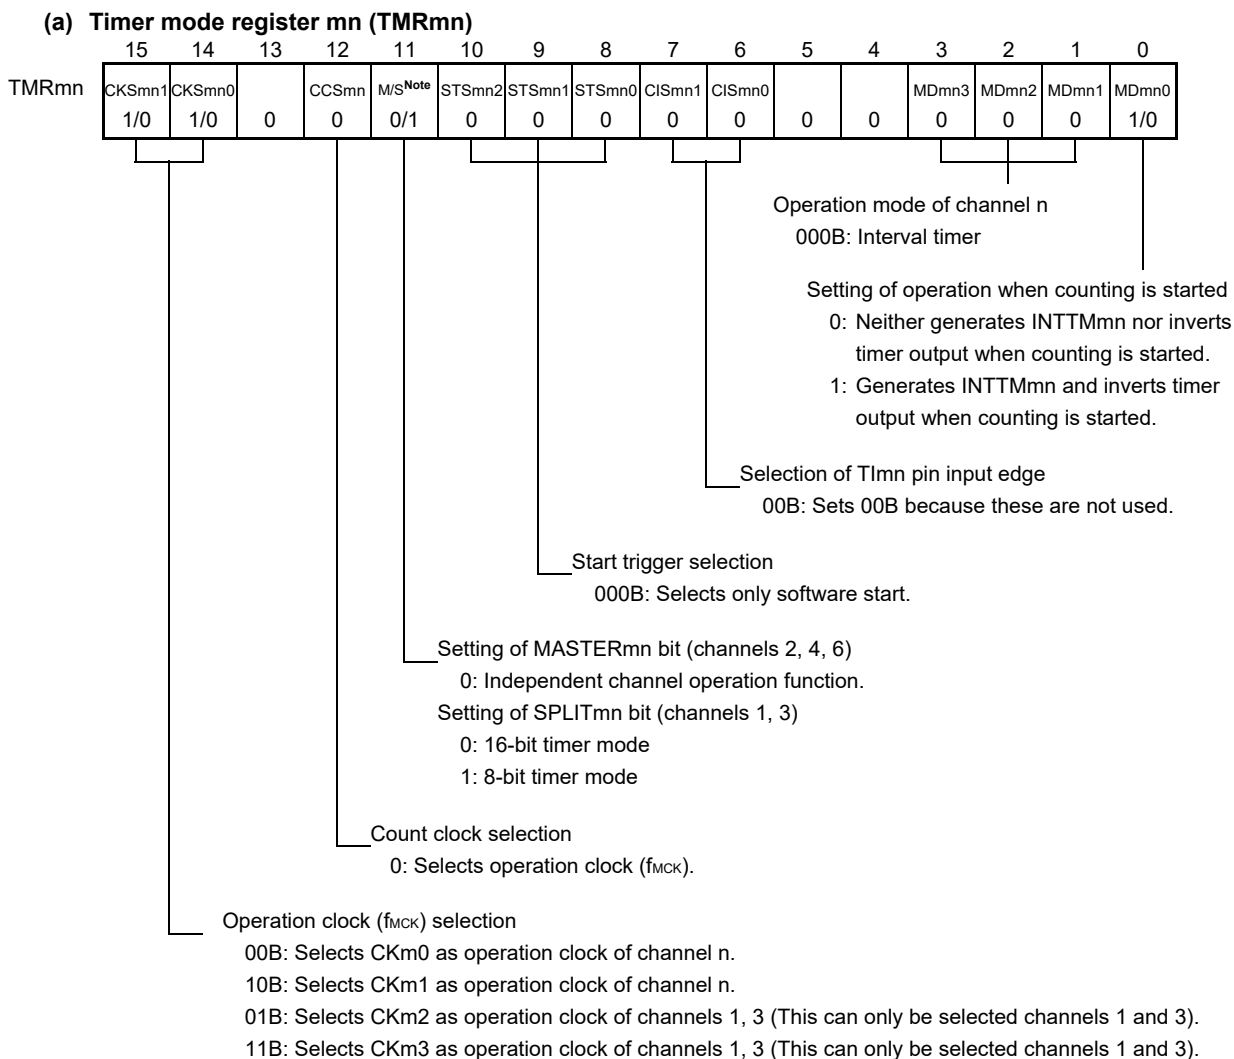 (a) Timer mode register mn (TMRmn)
15 14 13 12 11 10 9 8 7 6 5 4 3 2 1 0
TMRmn CKSmn1 CKSmn0 CCSmn M/SNote STSmn2 STSmn1 STSmn0 CISmn1 CISmn0 MDmn3 MDmn2 MDmn1 MDmn0
1/0 1/0 0 0 0/1 0 0 0 0 0 0 0 0 0 0 1/0
Operation mode of channel n
000B: Interval timer
Setting of operation when counting is started
0: Neither generates INTTMmn nor inverts
timer output when counting is started.
1: Generates INTTMmn and inverts timer
output when counting is started.
Selection of TImn pin input edge
00B: Sets 00B because these are not used.
Start trigger selection
000B: Selects only software start.
Setting of MASTERmn bit (channels 2, 4, 6)
0: Independent channel operation function.
Setting of SPLITmn bit (channels 1, 3)
0: 16-bit timer mode
1: 8-bit timer mode
Count clock selection
0: Selects operation clock (fMCK).
Operation clock (fMCK) selection
00B: Selects CKm0 as operation clock of channel n.
10B: Selects CKm1 as operation clock of channel n.
01B: Selects CKm2 as operation clock of channels 1, 3 (This can only be selected channels 1 and 3).
11B: Selects CKm3 as operation clock of channels 1, 3 (This can only be selected channels 1 and 3).